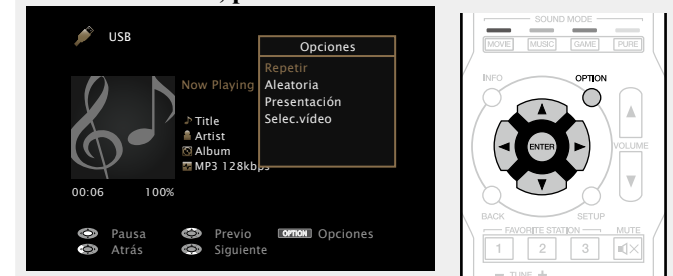 USB
Opciones
Repetir
Aleatoria
Presentación
Selec.vídeo
Now Playing
Title
Artist
Album
MP3 128kbps
00:06 100%
Pausa Previo OPTION Opciones
Atrás Siguiente
SOUND MODE
MOVIE MUSIC GAME PURE
INFO OPTION
ENTER
VOLUME
BACK SETUP
FAVORITE STATION MUTE
1 2 3
TUNE +